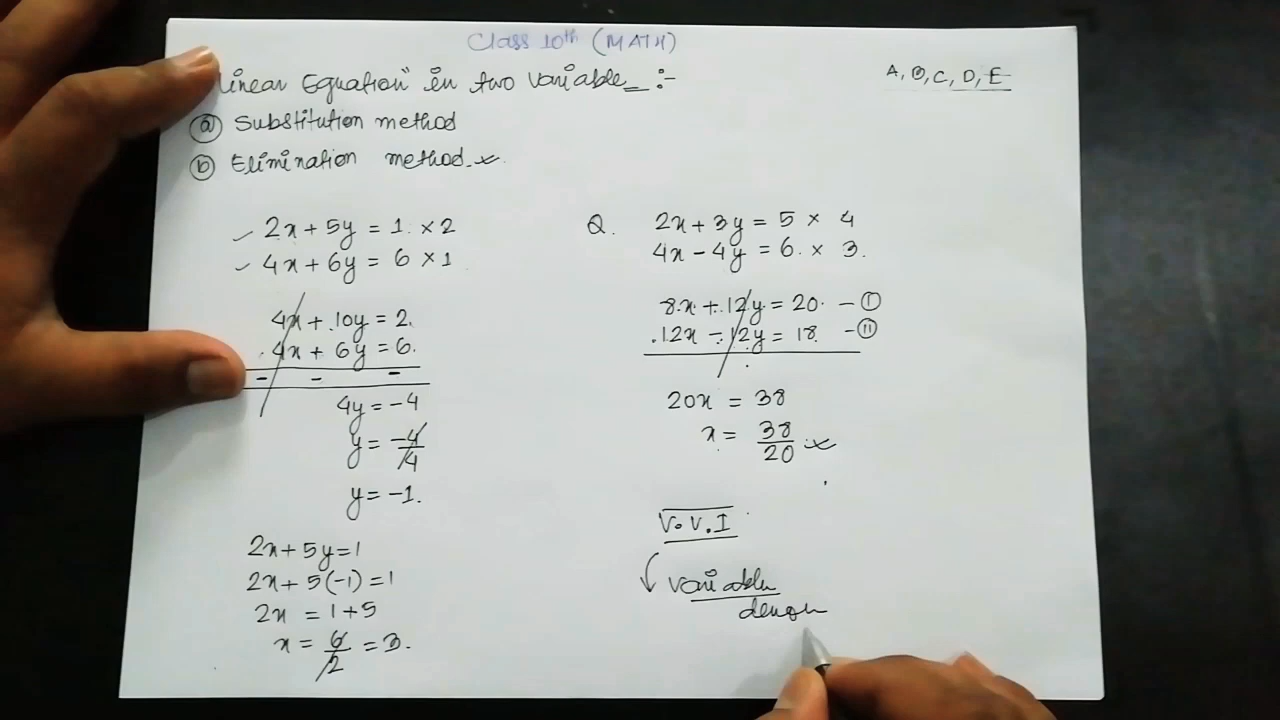 Class 10th (MATH)
Linear Equation" in two variable :-
A, B, C, D, E
(a) Substitution method
(b) Elimination method
2x + 5y = 1. × 2
4x + 6y = 6 × 1
4x + 10y = 2.
4x + 6y = 6.
- - -
4y = -4
y = -4/4
y = -1.
2x + 5y = 1
2x + 5(-1) = 1
2x = 1 + 5
x = 6/2 = 3.
Q. 2x + 3y = 5 × 4
4x - 4y = 6. × 3.
8x + 12y = 20. - (I)
12x - 12y = 18. - (II)
20x = 38
x = 38/20
V.V.I
variable